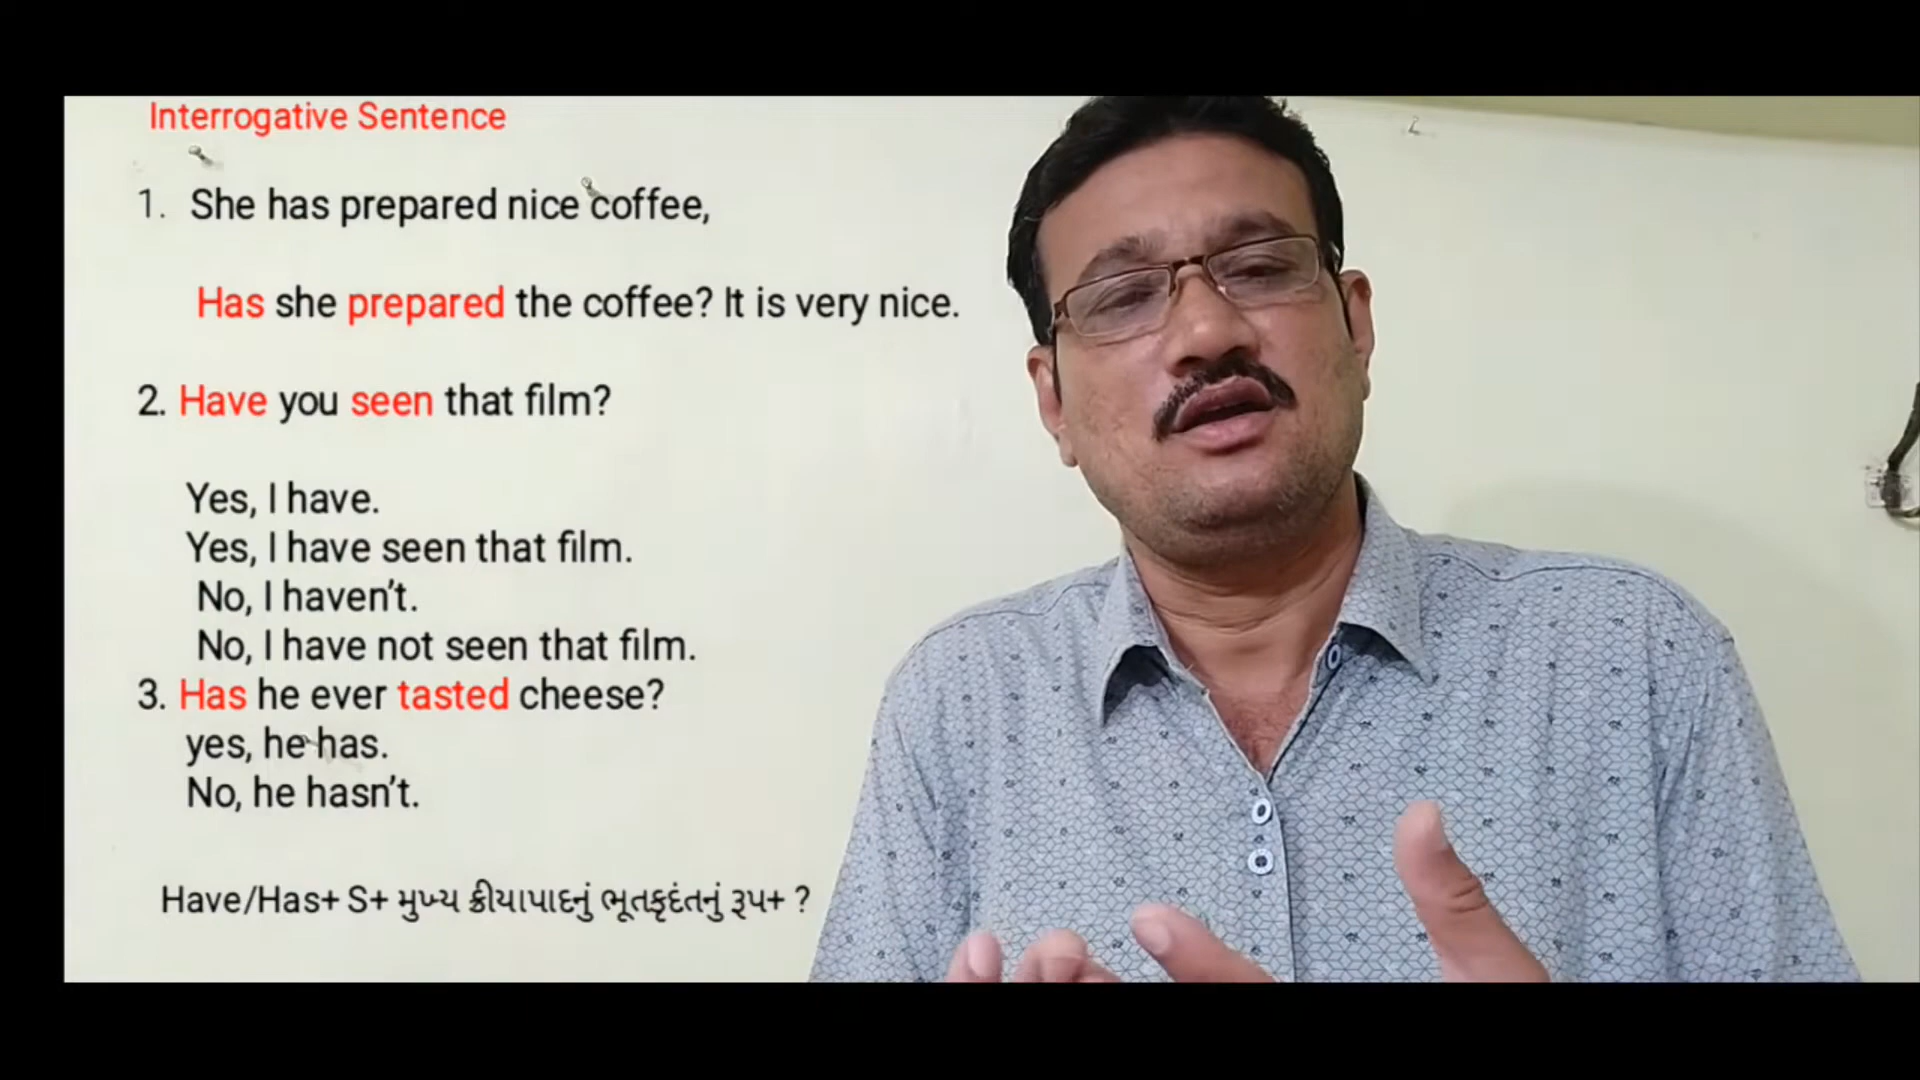 Interrogative Sentence
1. She has prepared nice coffee,
Has she prepared the coffee? It is very nice.
2. Have you seen that film?
Yes, I have.
Yes, I have seen that film.
No, I haven't.
No, I have not seen that film.
3. Has he ever tasted cheese?
yes, he has.
No, he hasn't.
Have/Has+ S+ મુખ્ય ક્રીયાપાદનું ભૂતકૃદંતનું રૂપ+ ?